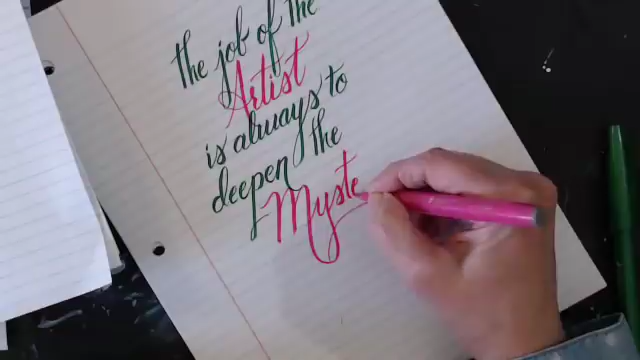 the job of the
Artist
is always to
deepen the
Myste